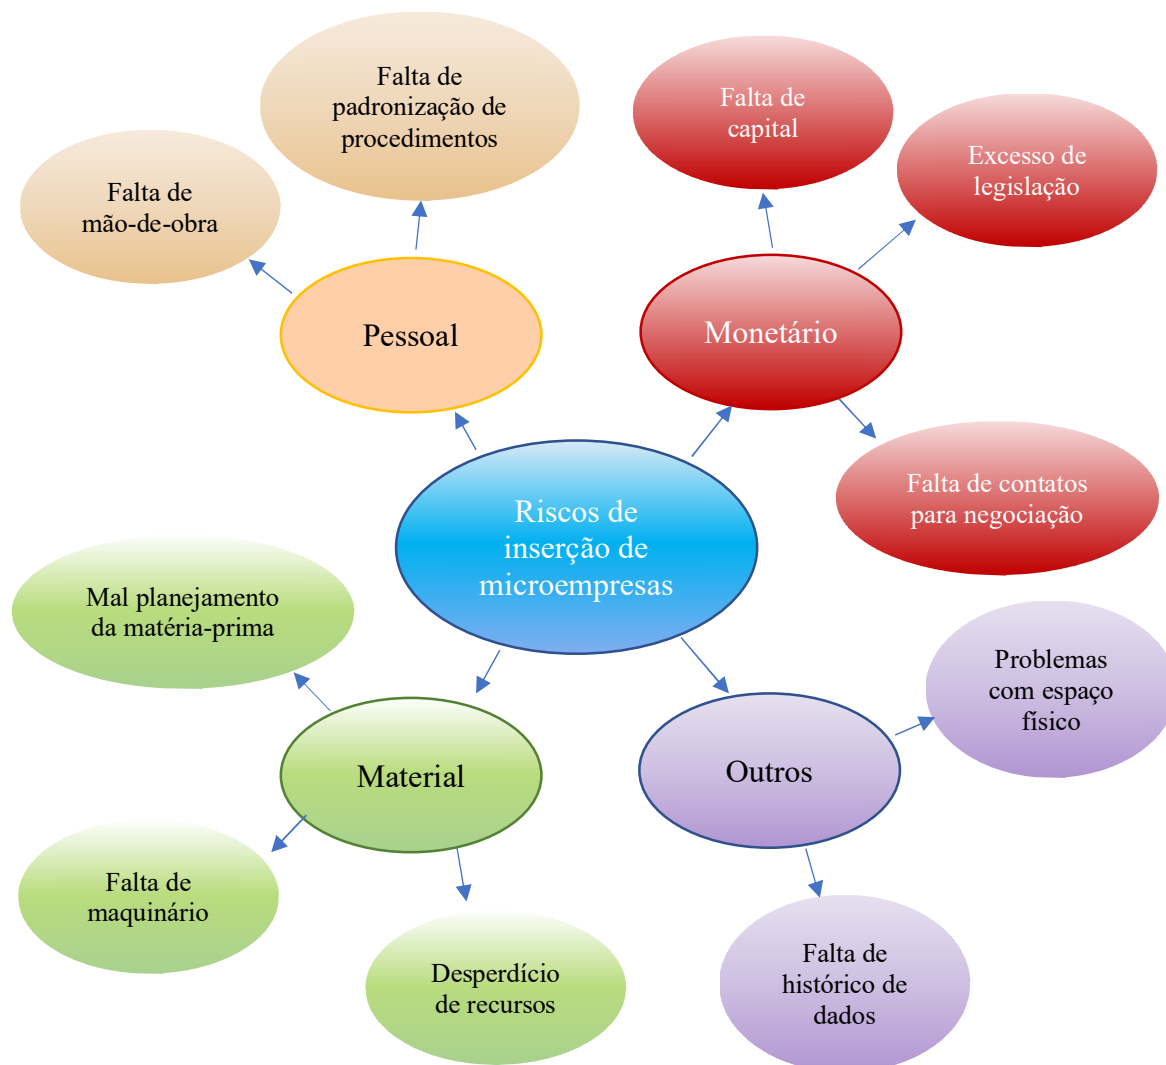 Falta de
padronização de
procedimentos
Falta de
capital
Excesso de
legislação
Falta de
mão-de-obra
Pessoal
Monetário
Falta de contatos
para negociação
Riscos de
inserção de
microempresas
Mal planejamento
da matéria-prima
Problemas
com espaço
físico
Material
Outros
Falta de
maquinário
Desperdício
de recursos
Falta de
histórico de
dados